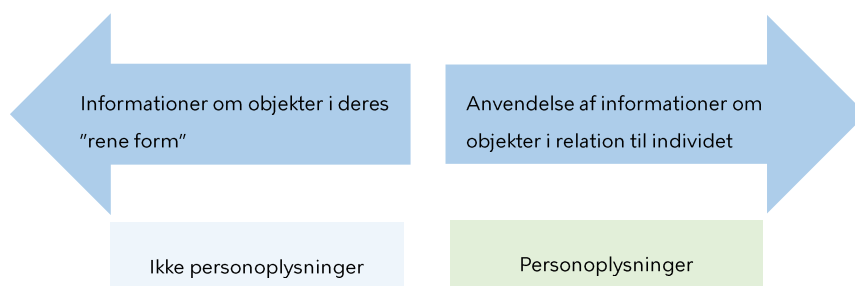 Informationer om objekter i deres
”rene form”
Anvendelse af informationer om
objekter i relation til individet
Ikke personoplysninger
Personoplysninger